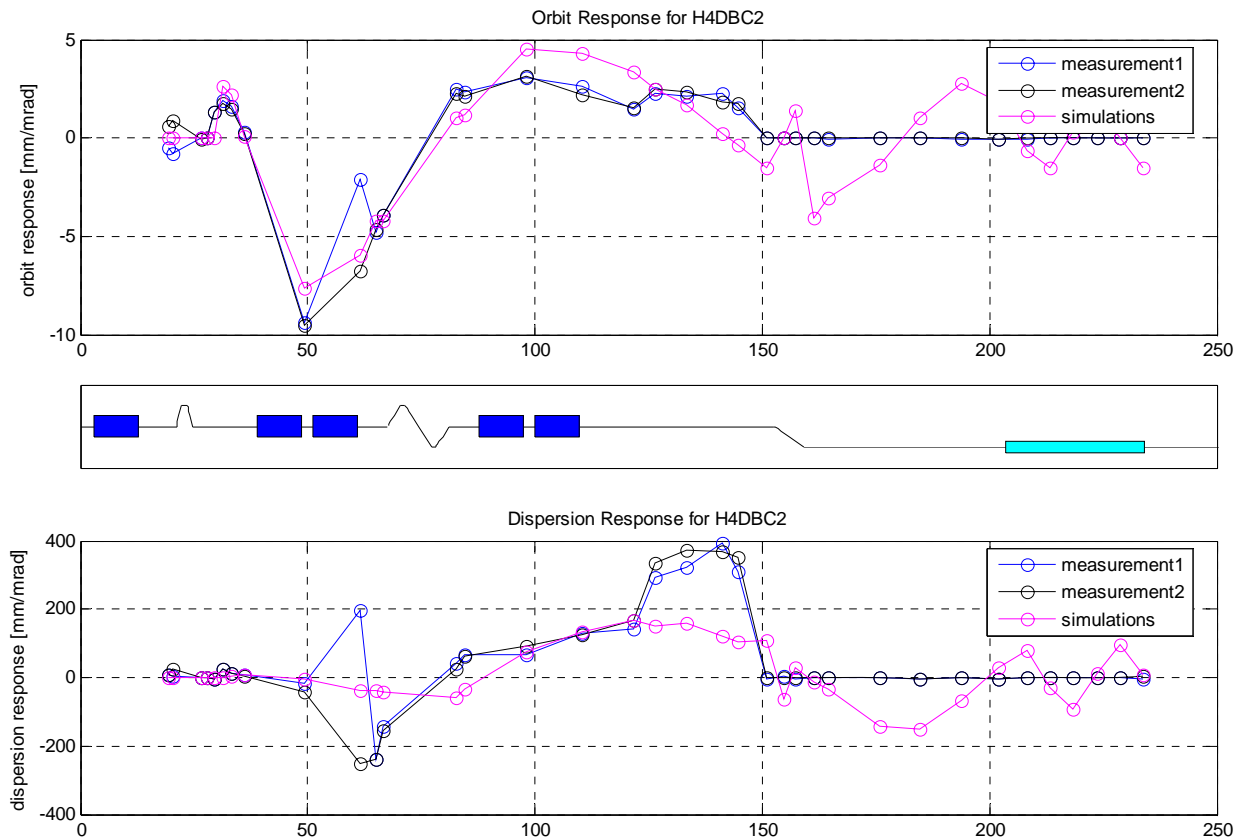 Orbit Response for H4DBC2
5
0
-5
-10
orbit response [mm/mrad]
measurement1
measurement2
simulations
0 50 100 150 200 250
Dispersion Response for H4DBC2
400
200
0
-200
-400
dispersion response [mm/mrad]
measurement1
measurement2
simulations
0 50 100 150 200 250